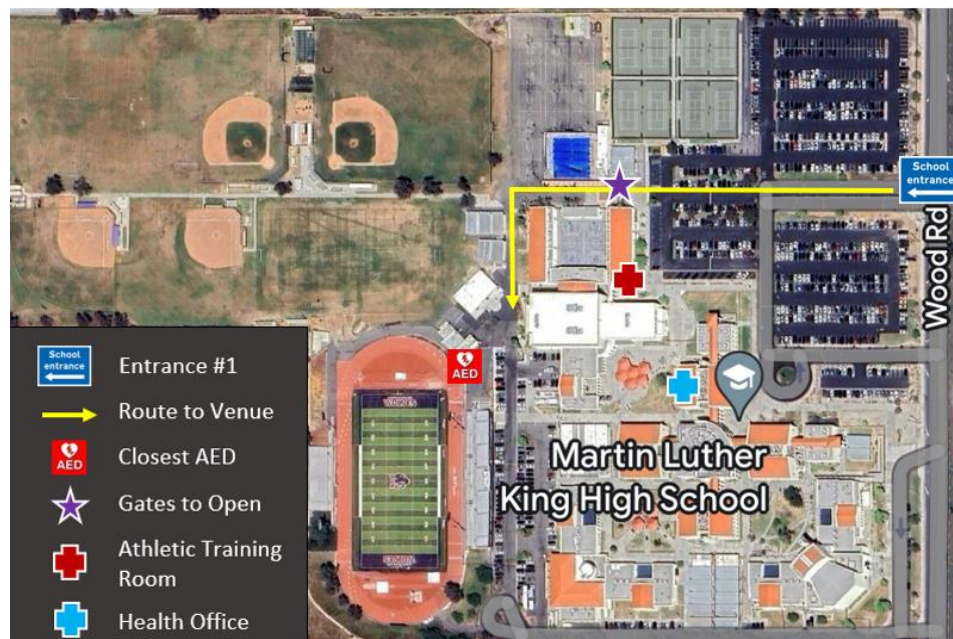 School
entrance
Wood Rd
AED
Martin Luther
King High School
WOLVES
School
entrance
Entrance #1
Route to Venue
AED
Closest AED
Gates to Open
Athletic Training
Room
Health Office